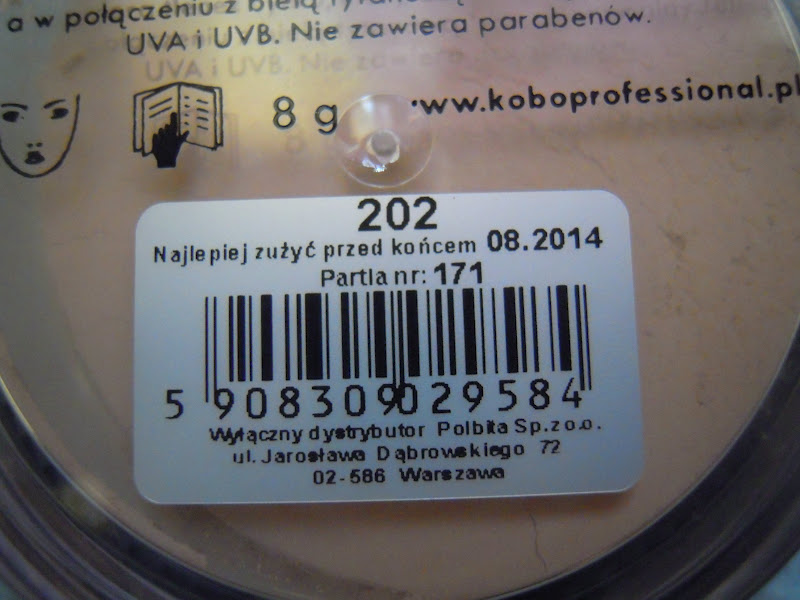 a w połączeniu z bielą
UVA i UVB. Nie zawiera parabenów.
8 g
www.koboprofessional.pl
202
Najlepiej zużyć przed końcem 08.2014
Partia nr: 171
5 908309 029584
Wyłączny dystrybutor Polbita Sp.zo.o.
ul. Jarosława Dąbrowskiego 72
02-586 Warszawa